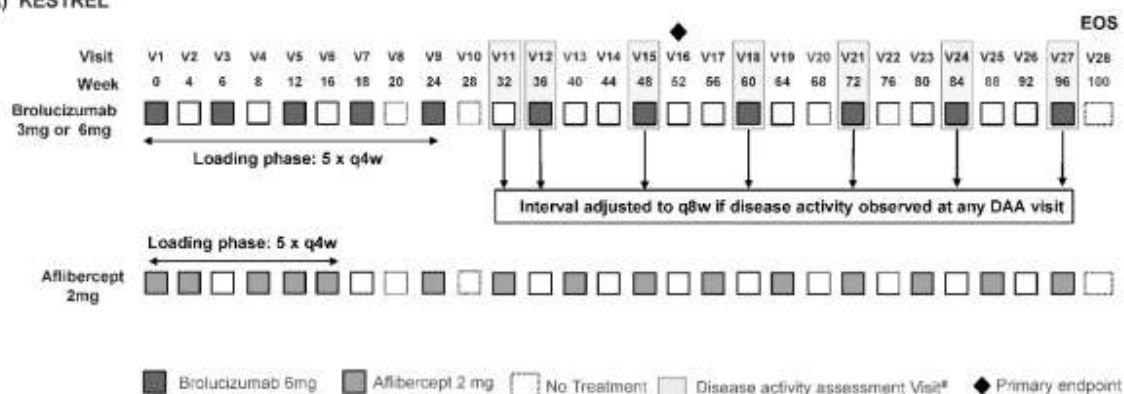 ) KESTREL
EOS
Visit V1 V2 V3 V4 V5 V6 V7 V8 V9 V10 V11 V12 V13 V14 V15 V16 V17 V18 V19 V20 V21 V22 V23 V24 V25 V26 V27 V28
Week 0 4 6 8 12 16 18 20 24 28 32 36 40 44 48 52 56 60 64 68 72 76 80 84 88 92 96 100
Brolucizumab
3mg or 6mg
Loading phase: 5 x q4w
Interval adjusted to q8w if disease activity observed at any DAA visit
Loading phase: 5 x q4w
Aflibercept
2mg
Brolucizumab 6mg Aflibercept 2 mg No Treatment Disease activity assessment Visit# Primary endpoint